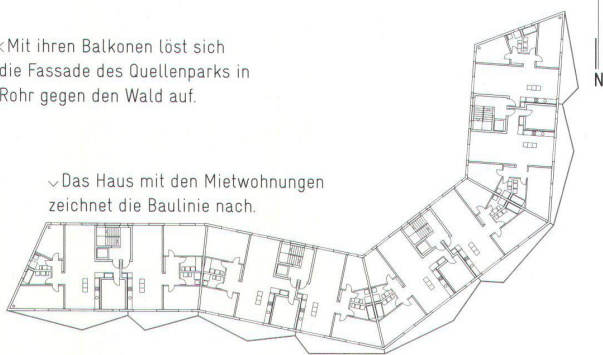 <Mit ihren Balkonen löst sich
die Fassade des Quellenparks in
Rohr gegen den Wald auf.
N
⌵Das Haus mit den Mietwohnungen
zeichnet die Baulinie nach.